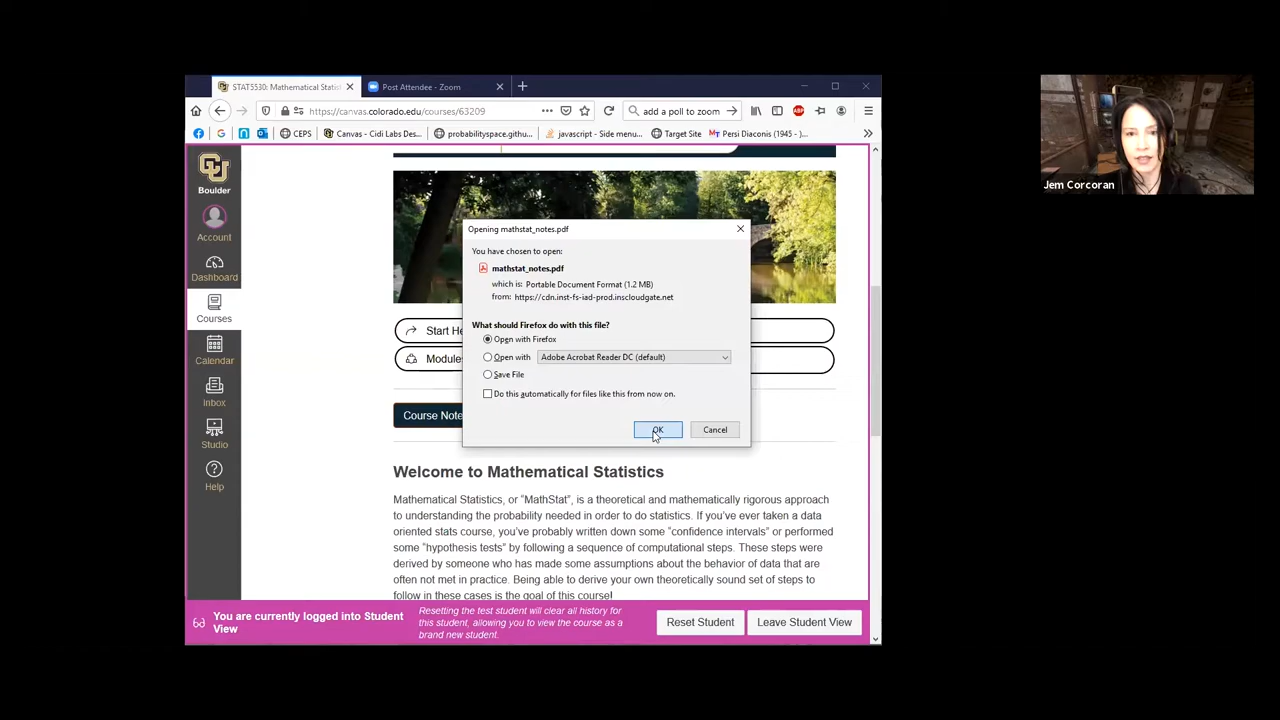 STAT5530: Mathematical Statis
Post Attendee - Zoom
https://canvas.colorado.edu/courses/63209
add a poll to zoom
CEPS
Canvas - Cidi Labs Des...
probabilityspace.githu...
javascript - Side menu...
Target Site
Persi Diaconis (1945 - )...
CU
Boulder
Account
Dashboard
Courses
Calendar
Inbox
Studio
Help
Opening mathstat_notes.pdf
You have chosen to open:
mathstat_notes.pdf
which is: Portable Document Format (1.2 MB)
from: https://cdn.inst-fs-iad-prod.inscloudgate.net
What should Firefox do with this file?
Open with Firefox
Open with Adobe Acrobat Reader DC (default)
Save File
Do this automatically for files like this from now on.
OK Cancel
Start He
Module
Course Note
Welcome to Mathematical Statistics
Mathematical Statistics, or "MathStat", is a theoretical and mathematically rigorous approach
to understanding the probability needed in order to do statistics. If you've ever taken a data
oriented stats course, you've probably written down some "confidence intervals" or performed
some "hypothesis tests" by following a sequence of computational steps. These steps were
derived by someone who has made some assumptions about the behavior of data that are
often not met in practice. Being able to derive your own theoretically sound set of steps to
follow in these cases is the goal of this course!
You are currently logged into Student
View
Resetting the test student will clear all history for
this student, allowing you to view the course as a
brand new student.
Reset Student
Leave Student View
Jem Corcoran